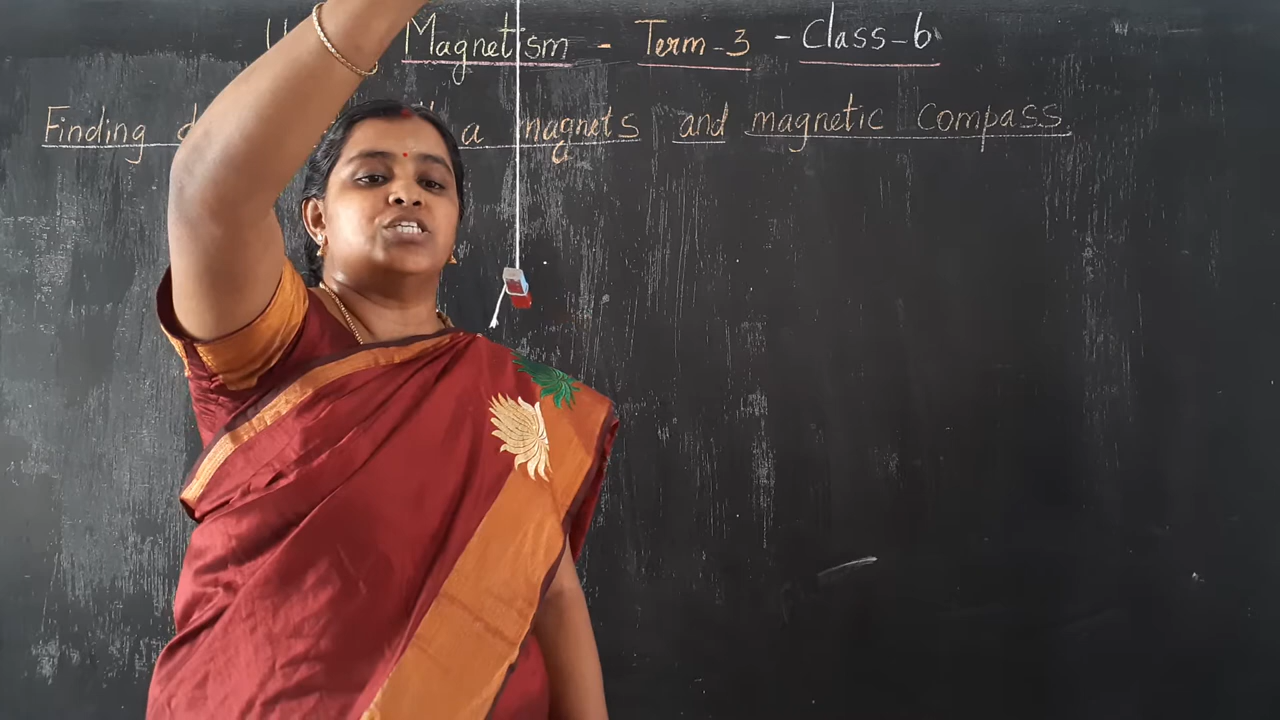 Magnetism - Term-3 - Class-6
Finding a magnets and magnetic Compass